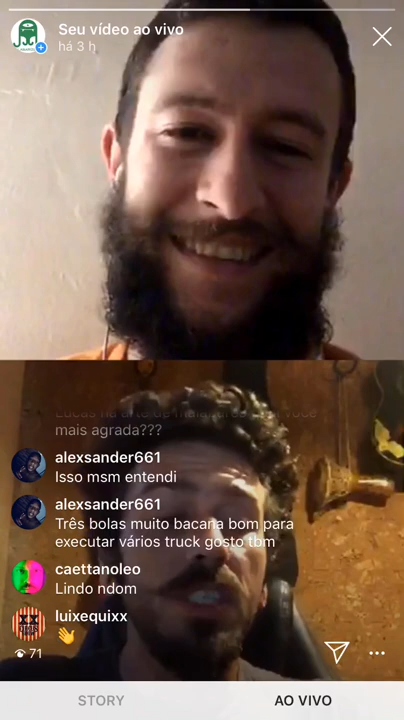 Seu vídeo ao vivo
há 3 h
mais agrada???
alexsander661
Isso msm entendi
alexsander661
Três bolas muito bacana bom para
executar vários truck gosto tbm
caettanoleo
Lindo ndom
luixequixx
👋
71
STORY
AO VIVO